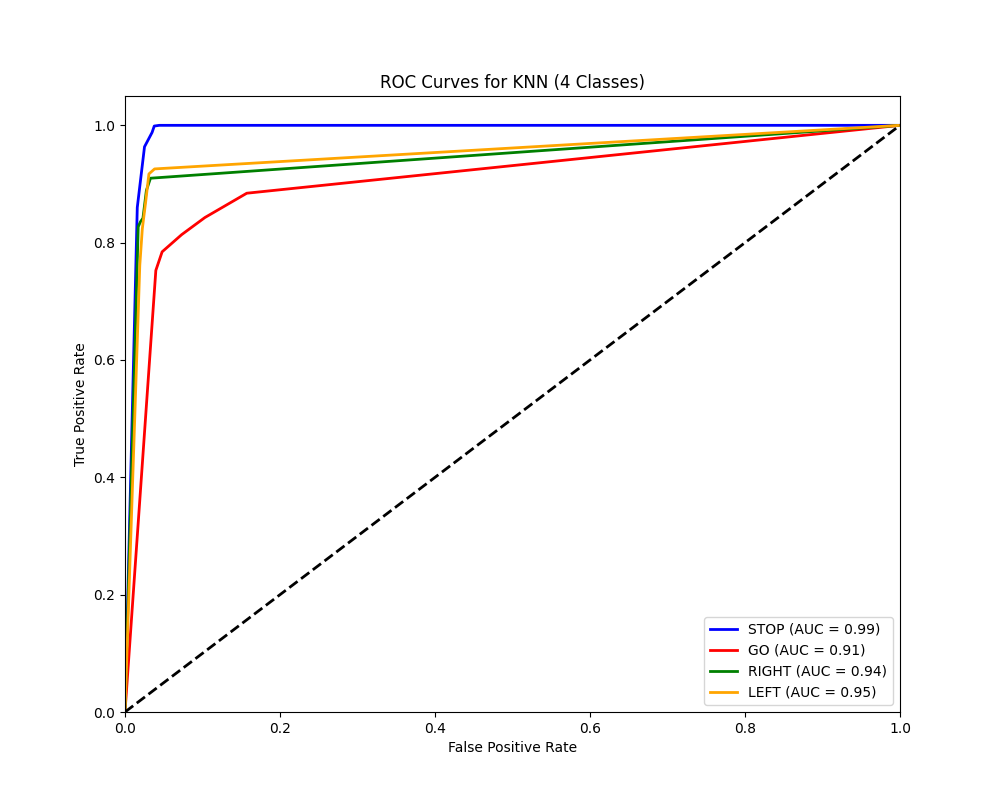 ROC Curves for KNN (4 Classes)
True Positive Rate
1.0
0.8
0.6
0.4
0.2
0.0
0.0 0.2 0.4 0.6 0.8 1.0
False Positive Rate
STOP (AUC = 0.99)
GO (AUC = 0.91)
RIGHT (AUC = 0.94)
LEFT (AUC = 0.95)